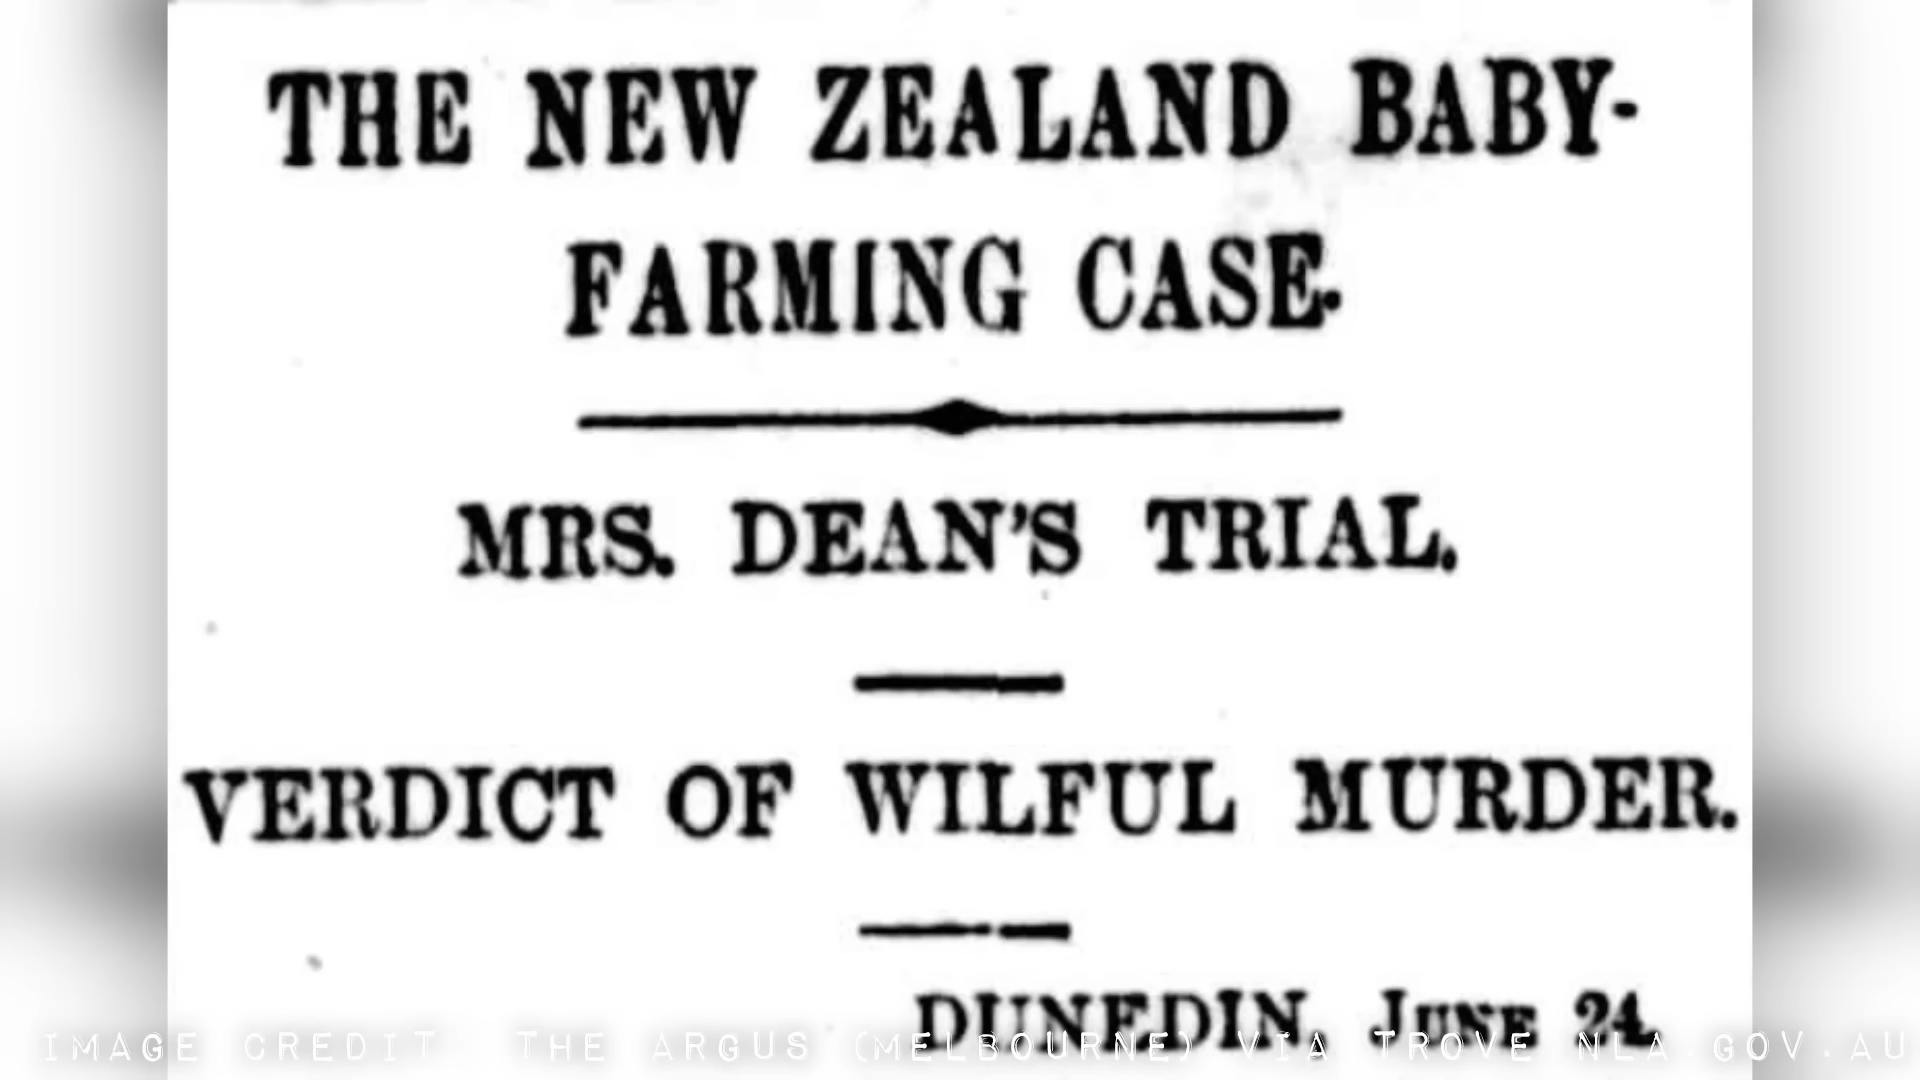 THE NEW ZEALAND BABY-
FARMING CASE.
MRS. DEAN'S TRIAL.
VERDICT OF WILFUL MURDER.
DUNEDIN, JUNE 24.
IMAGE CREDIT: THE ARGUS (MELBOURNE) VIA TROVE NLA.GOV.AU